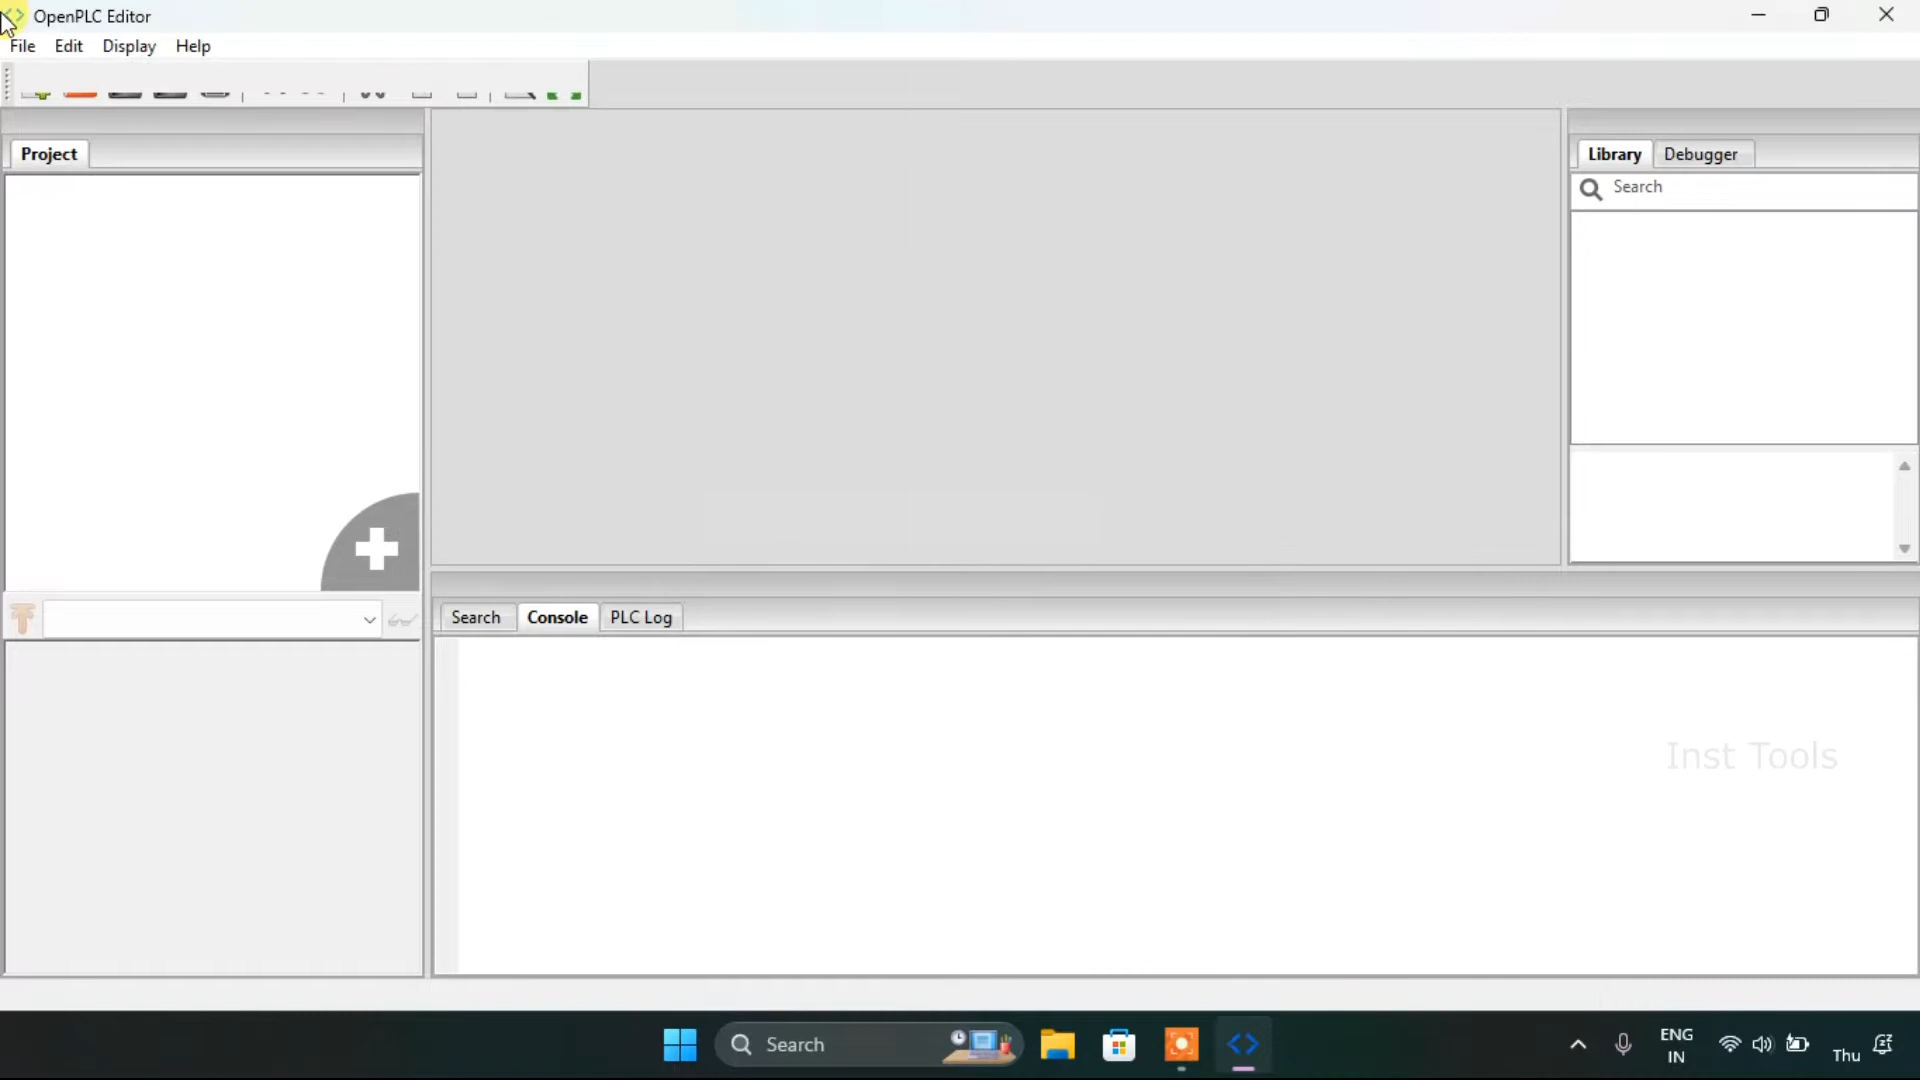 OpenPLC Editor
File Edit Display Help
Project
Library Debugger
Search
Search Console PLC Log
Inst Tools
Search
ENG
IN
Thu